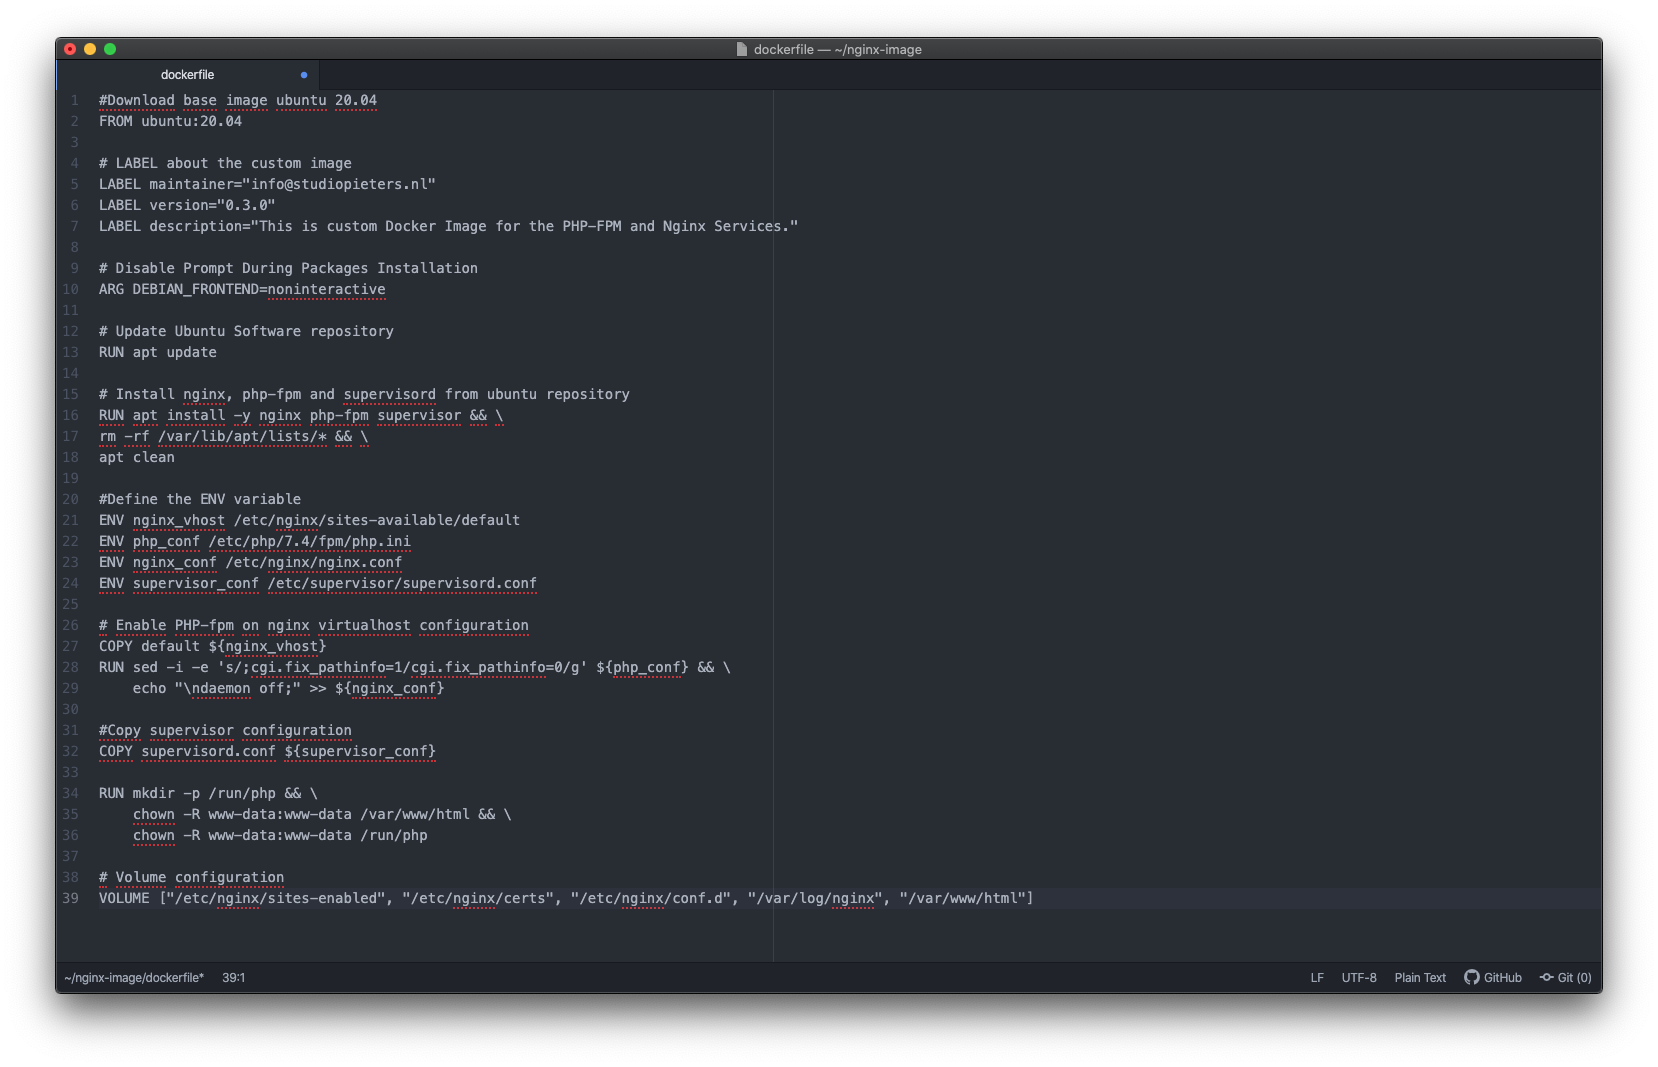 dockerfile — ~/nginx-image
dockerfile
1 #Download base image ubuntu 20.04
2 FROM ubuntu:20.04
3
4 # LABEL about the custom image
5 LABEL maintainer="info@studiopieters.nl"
6 LABEL version="0.3.0"
7 LABEL description="This is custom Docker Image for the PHP-FPM and Nginx Services."
8
9 # Disable Prompt During Packages Installation
10 ARG DEBIAN_FRONTEND=noninteractive
11
12 # Update Ubuntu Software repository
13 RUN apt update
14
15 # Install nginx, php-fpm and supervisord from ubuntu repository
16 RUN apt install -y nginx php-fpm supervisor && \
17 rm -rf /var/lib/apt/lists/* && \
18 apt clean
19
20 #Define the ENV variable
21 ENV nginx_vhost /etc/nginx/sites-available/default
22 ENV php_conf /etc/php/7.4/fpm/php.ini
23 ENV nginx_conf /etc/nginx/nginx.conf
24 ENV supervisor_conf /etc/supervisor/supervisord.conf
25
26 # Enable PHP-fpm on nginx virtualhost configuration
27 COPY default ${nginx_vhost}
28 RUN sed -i -e 's/;cgi.fix_pathinfo=1/cgi.fix_pathinfo=0/g' ${php_conf} && \
29     echo "\ndaemon off;" >> ${nginx_conf}
30
31 #Copy supervisor configuration
32 COPY supervisord.conf ${supervisor_conf}
33
34 RUN mkdir -p /run/php && \
35     chown -R www-data:www-data /var/www/html && \
36     chown -R www-data:www-data /run/php
37
38 # Volume configuration
39 VOLUME ["/etc/nginx/sites-enabled", "/etc/nginx/certs", "/etc/nginx/conf.d", "/var/log/nginx", "/var/www/html"]
~/nginx-image/dockerfile* 39:1 LF UTF-8 Plain Text GitHub Git (0)